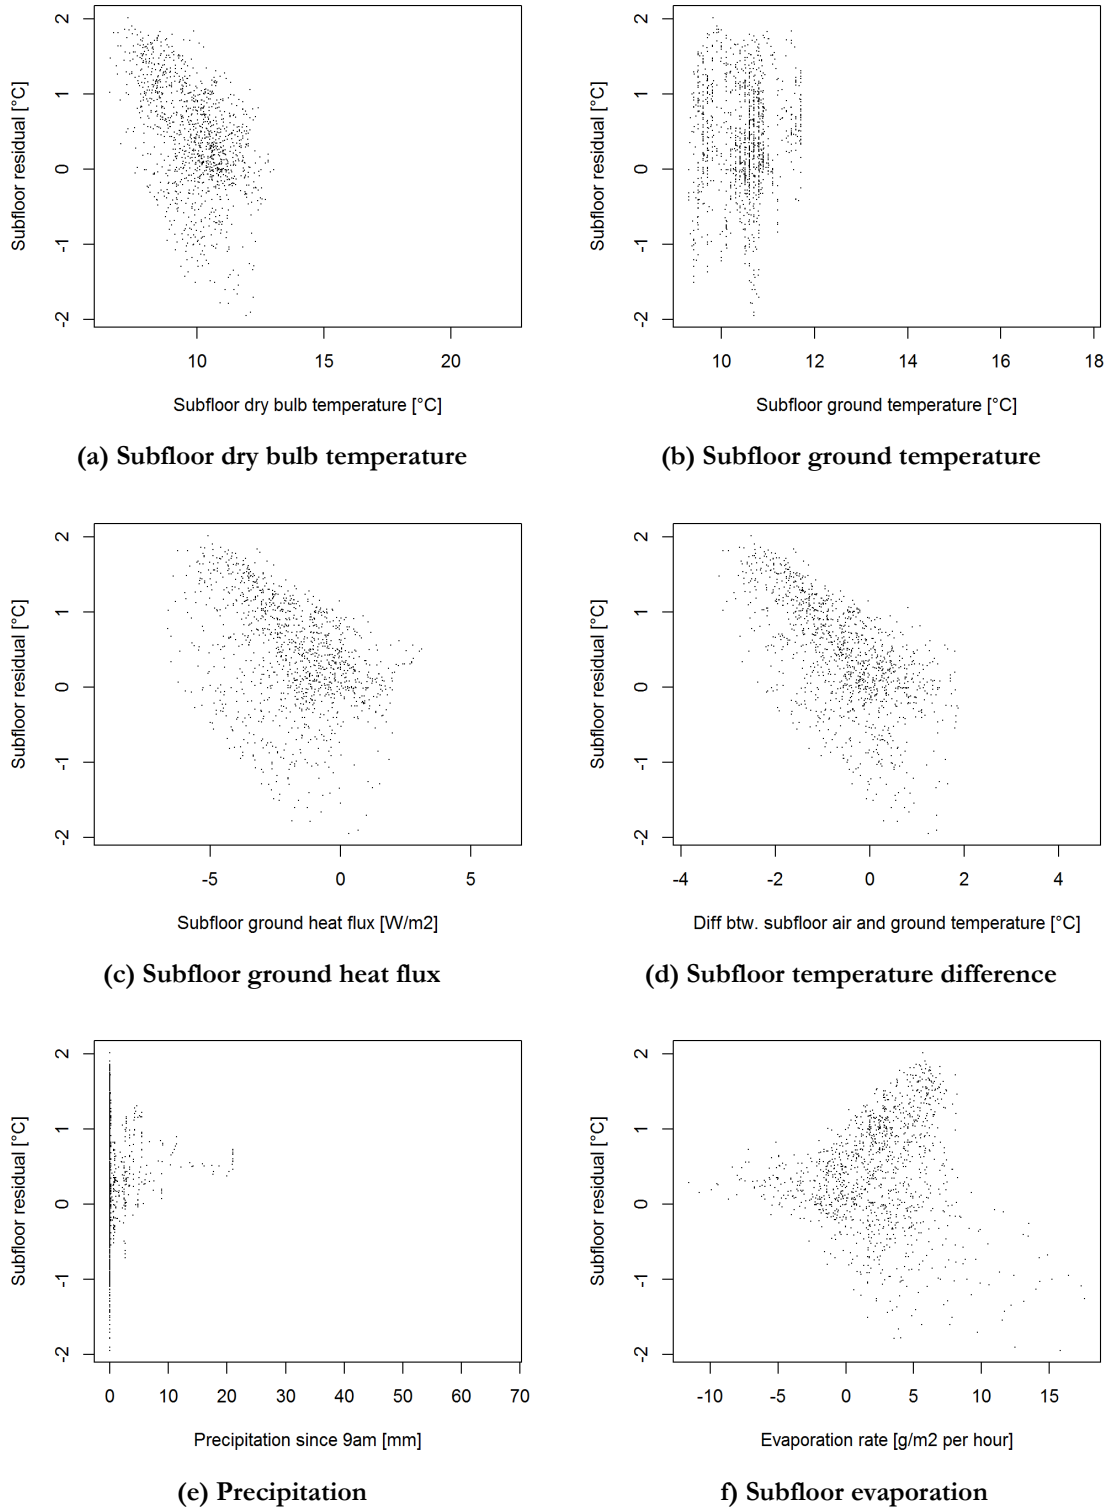 2
1
0
-1
-2
Subfloor residual [°C]
10 15 20
Subfloor dry bulb temperature [°C]
(a) Subfloor dry bulb temperature
2
1
0
-1
-2
Subfloor residual [°C]
10 12 14 16 18
Subfloor ground temperature [°C]
(b) Subfloor ground temperature
2
1
0
-1
-2
Subfloor residual [°C]
-5 0 5
Subfloor ground heat flux [W/m2]
(c) Subfloor ground heat flux
2
1
0
-1
-2
Subfloor residual [°C]
-4 -2 0 2 4
Diff btw. subfloor air and ground temperature [°C]
(d) Subfloor temperature difference
2
1
0
-1
-2
Subfloor residual [°C]
0 10 20 30 40 50 60 70
Precipitation since 9am [mm]
(e) Precipitation
2
1
0
-1
-2
Subfloor residual [°C]
-10 -5 0 5 10 15
Evaporation rate [g/m2 per hour]
f) Subfloor evaporation